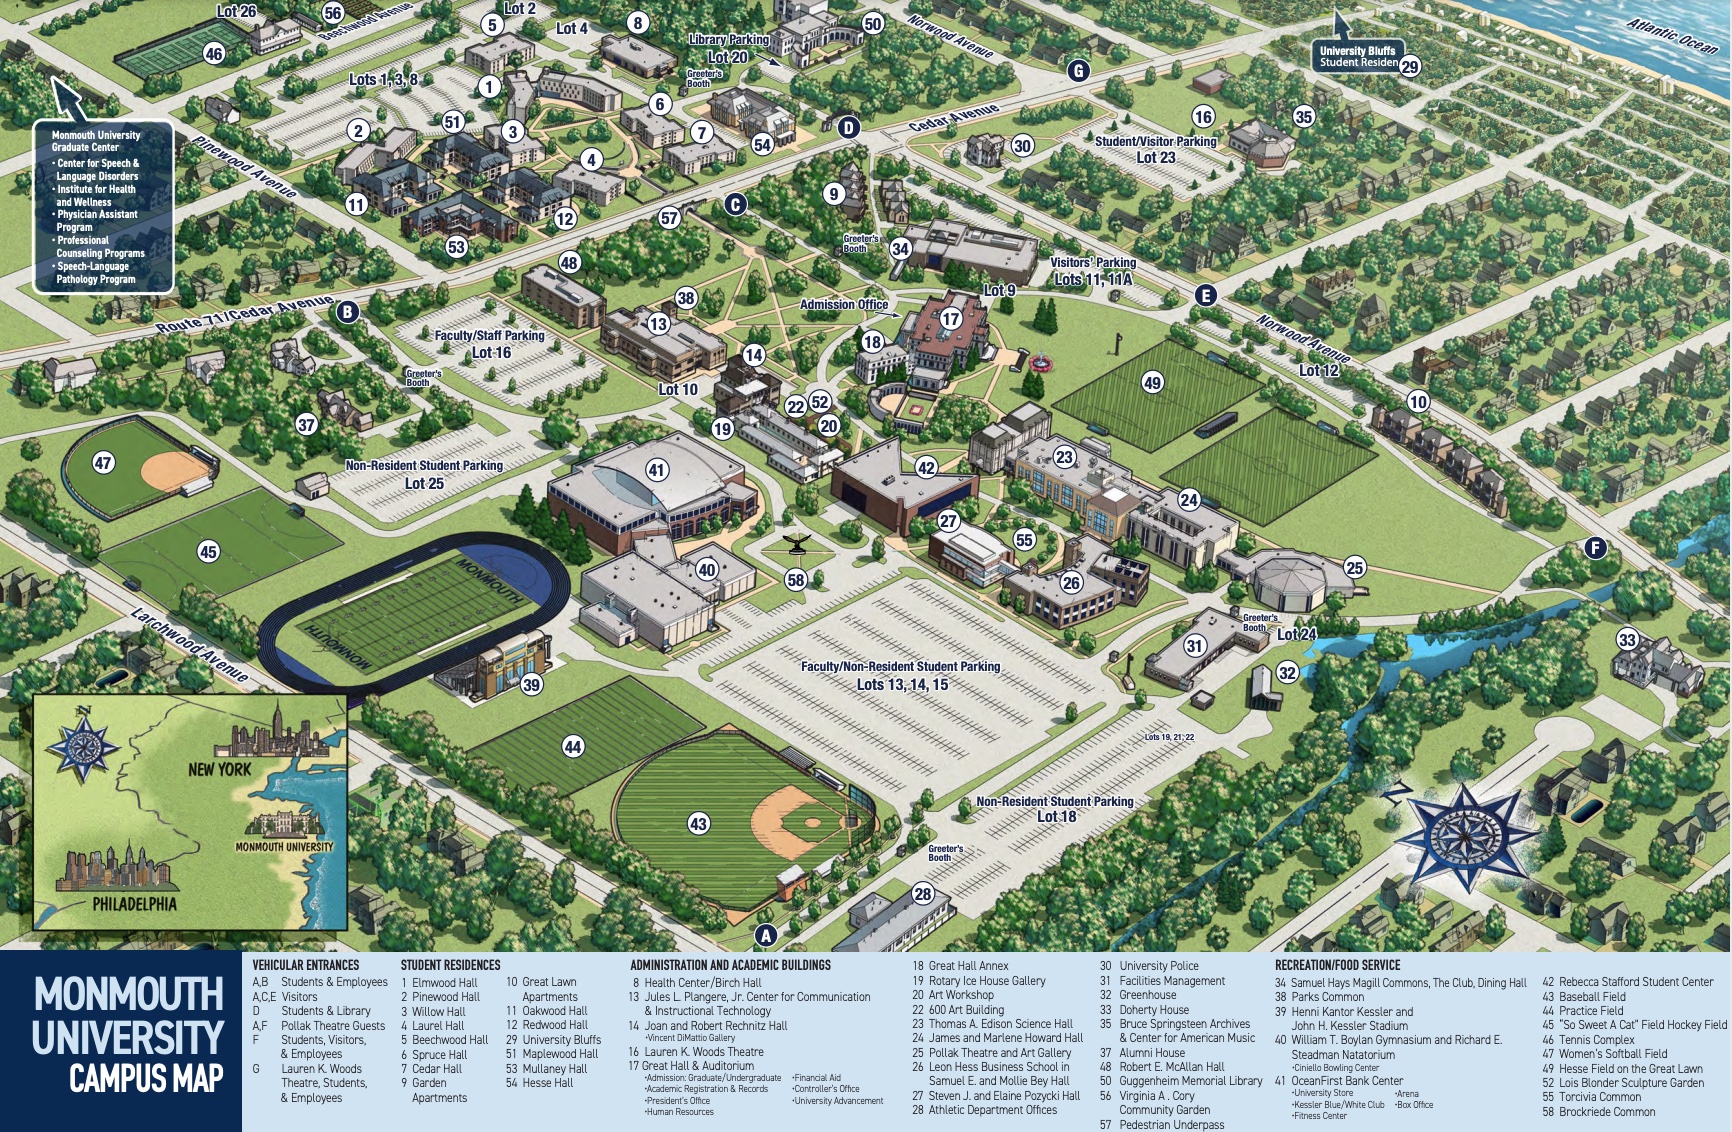 Lot 26
56
Beechwood Avenue
Lot 2
5
Lot 4
8
50
Norwood Avenue
Atlantic Ocean
46
Library Parking
Lot 20
University Bluffs
Student Residen
29
G
Lots 1, 3, 8
Greeter's
Booth
1
6
16
35
Cedar Avenue
D
51
2
3
7
54
30
Student/Visitor Parking
Lot 23
Monmouth University
Graduate Center
• Center for Speech &
Language Disorders
• Institute for Health
and Wellness
• Physician Assistant
Program
• Professional
Counseling Programs
• Speech-Language
Pathology Program
Pinewood Avenue
4
11
12
57
C
9
53
Greeter's
Booth
34
48
Visitors' Parking
Lots 11, 11A
Lot 9
E
Route 71/Cedar Avenue
B
38
Admission Office
13
17
Norwood Avenue
Faculty/Staff Parking
Lot 16
18
14
Lot 12
Greeter's
Booth
Lot 10
49
22
52
10
37
19
20
47
Non-Resident Student Parking
Lot 25
41
42
23
24
27
55
45
F
MONMOUTH
40
58
26
25
Larchwood Avenue
MONMOUTH
Greeter's
Booth
Lot 24
31
33
39
Faculty/Non-Resident Student Parking
Lots 13, 14, 15
32
N
44
Lots 19, 21, 22
NEW YORK
43
Non-Resident Student Parking
Lot 18
N
MONMOUTH UNIVERSITY
Greeter's
Booth
PHILADELPHIA
28
A
MONMOUTH
UNIVERSITY
CAMPUS MAP
VEHICULAR ENTRANCES
A,B Students & Employees
A,C,E Visitors
D Students & Library
A,F Pollak Theatre Guests
F Students, Visitors,
& Employees
G Lauren K. Woods
Theatre, Students,
& Employees
STUDENT RESIDENCES
1 Elmwood Hall
2 Pinewood Hall
3 Willow Hall
4 Laurel Hall
5 Beechwood Hall
6 Spruce Hall
7 Cedar Hall
9 Garden
Apartments
10 Great Lawn
Apartments
11 Oakwood Hall
12 Redwood Hall
29 University Bluffs
51 Maplewood Hall
53 Mullaney Hall
54 Hesse Hall
ADMINISTRATION AND ACADEMIC BUILDINGS
8 Health Center/Birch Hall
13 Jules L. Plangere, Jr. Center for Communication
& Instructional Technology
14 Joan and Robert Rechnitz Hall
•Vincent DiMattio Gallery
16 Lauren K. Woods Theatre
17 Great Hall & Auditorium
•Admission: Graduate/Undergraduate
•Academic Registration & Records
•President's Office
•Human Resources
•Financial Aid
•Controller's Office
•University Advancement
18 Great Hall Annex
19 Rotary Ice House Gallery
20 Art Workshop
22 600 Art Building
23 Thomas A. Edison Science Hall
24 James and Marlene Howard Hall
25 Pollak Theatre and Art Gallery
26 Leon Hess Business School in
Samuel E. and Mollie Bey Hall
27 Steven J. and Elaine Pozycki Hall
28 Athletic Department Offices
30 University Police
31 Facilities Management
32 Greenhouse
33 Doherty House
35 Bruce Springsteen Archives
& Center for American Music
37 Alumni House
48 Robert E. McAllan Hall
50 Guggenheim Memorial Library
56 Virginia A . Cory
Community Garden
57 Pedestrian Underpass
RECREATION/FOOD SERVICE
34 Samuel Hays Magill Commons, The Club, Dining Hall
38 Parks Common
39 Henni Kantor Kessler and
John H. Kessler Stadium
40 William T. Boylan Gymnasium and Richard E.
Steadman Natatorium
•Ciniello Bowling Center
41 OceanFirst Bank Center
•University Store
•Kessler Blue/White Club
•Fitness Center
•Arena
•Box Office
42 Rebecca Stafford Student Center
43 Baseball Field
44 Practice Field
45 "So Sweet A Cat" Field Hockey Field
46 Tennis Complex
47 Women's Softball Field
49 Hesse Field on the Great Lawn
52 Lois Blonder Sculpture Garden
55 Torcivia Common
58 Brockriede Common